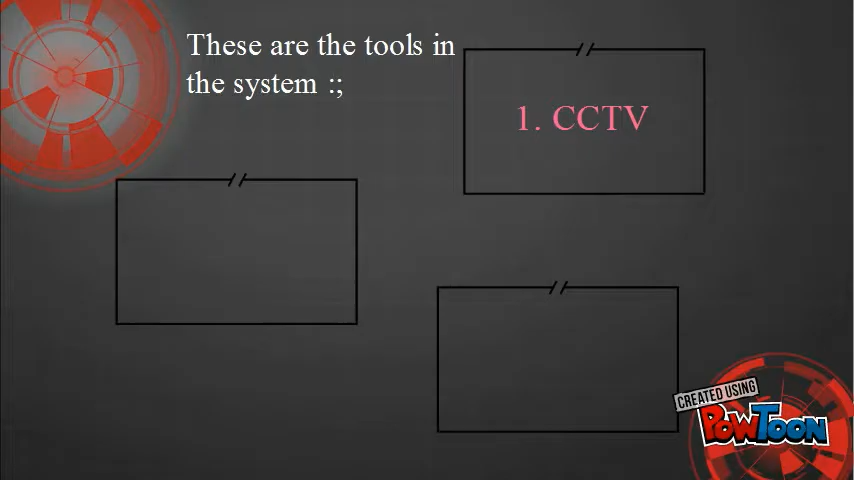 These are the tools in
the system :;
1. CCTV
CREATED USING
POWTOON